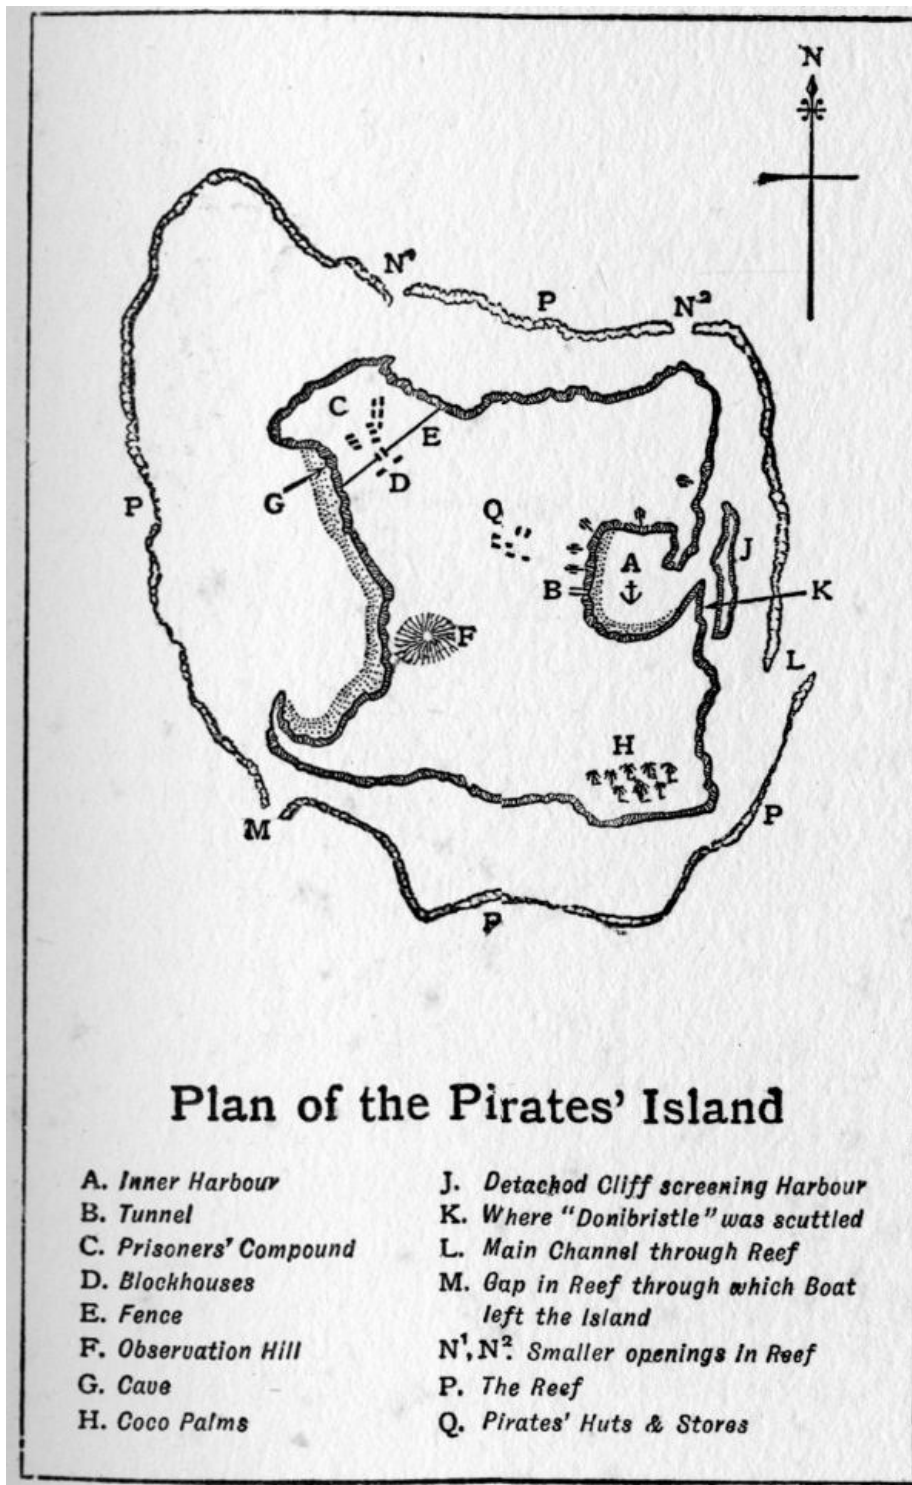 N
N¹
P
N²
C
E
D
G
P
Q
J
A
B
K
F
L
H
M
P
P
Plan of the Pirates' Island
A. Inner Harbour
B. Tunnel
C. Prisoners' Compound
D. Blockhouses
E. Fence
F. Observation Hill
G. Cave
H. Coco Palms
J. Detachod Cliff screening Harbour
K. Where "Donibristle" was scuttled
L. Main Channel through Reef
M. Gap in Reef through which Boat
left the Island
N¹, N². Smaller openings in Reef
P. The Reef
Q. Pirates' Huts & Stores